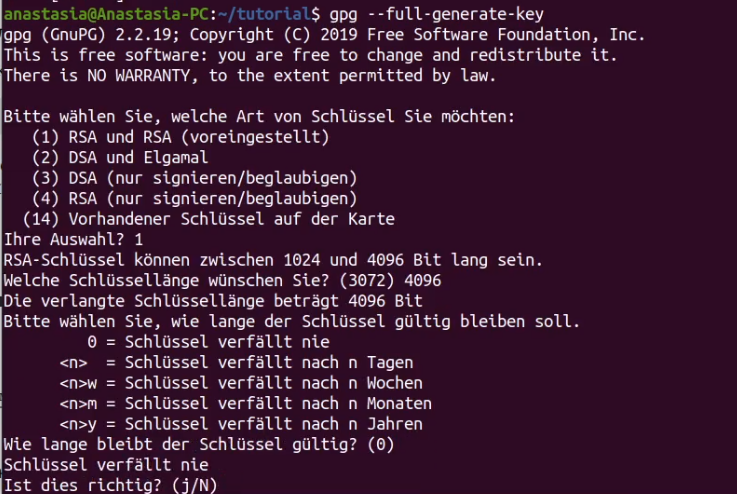 anastasia@Anastasia-PC:~/tutorial$ gpg --full-generate-key
gpg (GnuPG) 2.2.19; Copyright (C) 2019 Free Software Foundation, Inc.
This is free software: you are free to change and redistribute it.
There is NO WARRANTY, to the extent permitted by law.

Bitte wählen Sie, welche Art von Schlüssel Sie möchten:
   (1) RSA und RSA (voreingestellt)
   (2) DSA und Elgamal
   (3) DSA (nur signieren/beglaubigen)
   (4) RSA (nur signieren/beglaubigen)
  (14) Vorhandener Schlüssel auf der Karte
Ihre Auswahl? 1
RSA-Schlüssel können zwischen 1024 und 4096 Bit lang sein.
Welche Schlüssellänge wünschen Sie? (3072) 4096
Die verlangte Schlüssellänge beträgt 4096 Bit
Bitte wählen Sie, wie lange der Schlüssel gültig bleiben soll.
         0 = Schlüssel verfällt nie
      <n>  = Schlüssel verfällt nach n Tagen
      <n>w = Schlüssel verfällt nach n Wochen
      <n>m = Schlüssel verfällt nach n Monaten
      <n>y = Schlüssel verfällt nach n Jahren
Wie lange bleibt der Schlüssel gültig? (0)
Schlüssel verfällt nie
Ist dies richtig? (j/N)